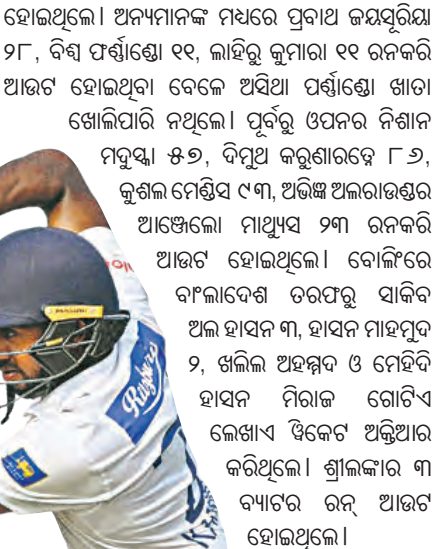 ହୋଇଥିଲେ। ଅନ୍ୟମାନଙ୍କ ମଧ୍ୟରେ ପ୍ରବାଥ ଜୟସୂରିୟା
୨୮, ବିଶ୍ଵ ଫର୍ଣ୍ଣାଣ୍ଡୋ ୧୧, ଲାହିରୁ କୁମାରା ୧୧ ରନକରି
ଆଉଟ ହୋଇଥିବା ବେଳେ ଅସିଥା ପର୍ଣ୍ଣାଣ୍ଡୋ ଖାତା
ଖୋଲିପାରି ନଥିଲେ। ପୂର୍ବରୁ ଓପନର ନିଶାନ
ମଦୁସ୍କା ୫୭, ଦିମୁଥ କରୁଣାରତ୍ନେ ୮୬,
କୁଶଲ ମେଣ୍ଡିସ ୯୩, ଅଭିଜ୍ଞ ଅଲରାଉଣ୍ଡର
ଆଞ୍ଜେଲୋ ମାଥ୍ୟୁସ ୨୩ ରନକରି
ଆଉଟ ହୋଇଥିଲେ। ବୋଲିଂରେ
ବାଂଲାଦେଶ ତରଫରୁ ସାକିବ
ଅଲ ହାସନ ୩, ହାସନ ମାହମୁଦ
୨, ଖଲିଲ ଅହମ୍ମଦ ଓ ମେହିଦି
ହାସନ ମିରାଜ ଗୋଟିଏ
ଲେଖାଏ ୱିକେଟ ଅକ୍ତିଆର
କରିଥିଲେ। ଶ୍ରୀଲଙ୍କାର ୩
ବ୍ୟାଟର ରନ୍ ଆଉଟ
ହୋଇଥିଲେ।